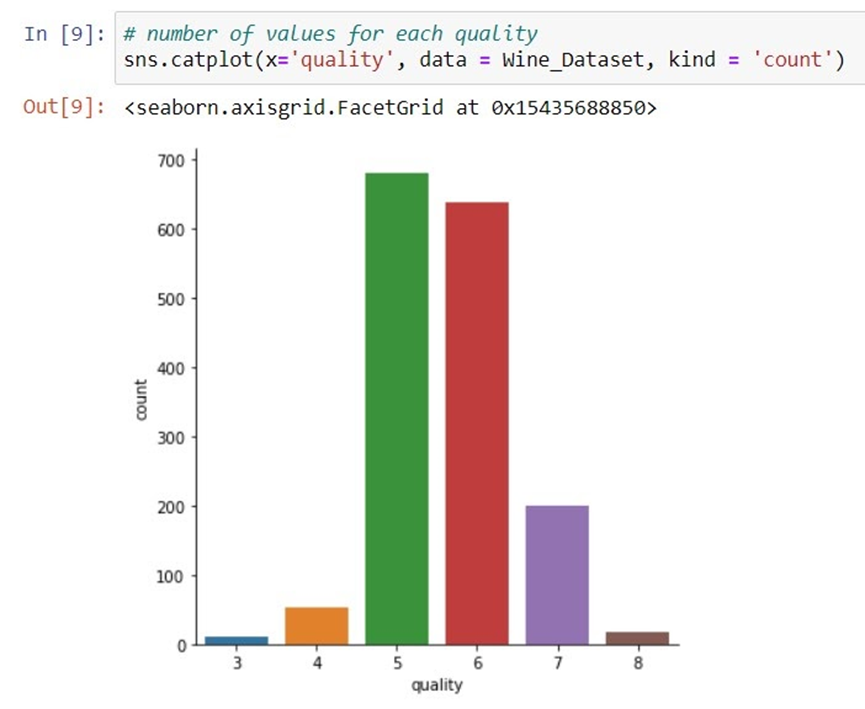 In [9]: # number of values for each quality
sns.catplot(x='quality', data = Wine_Dataset, kind = 'count')
Out[9]: <seaborn.axisgrid.FacetGrid at 0x15435688850>
700
600
500
400
300
200
100
0
count
3 4 5 6 7 8
quality